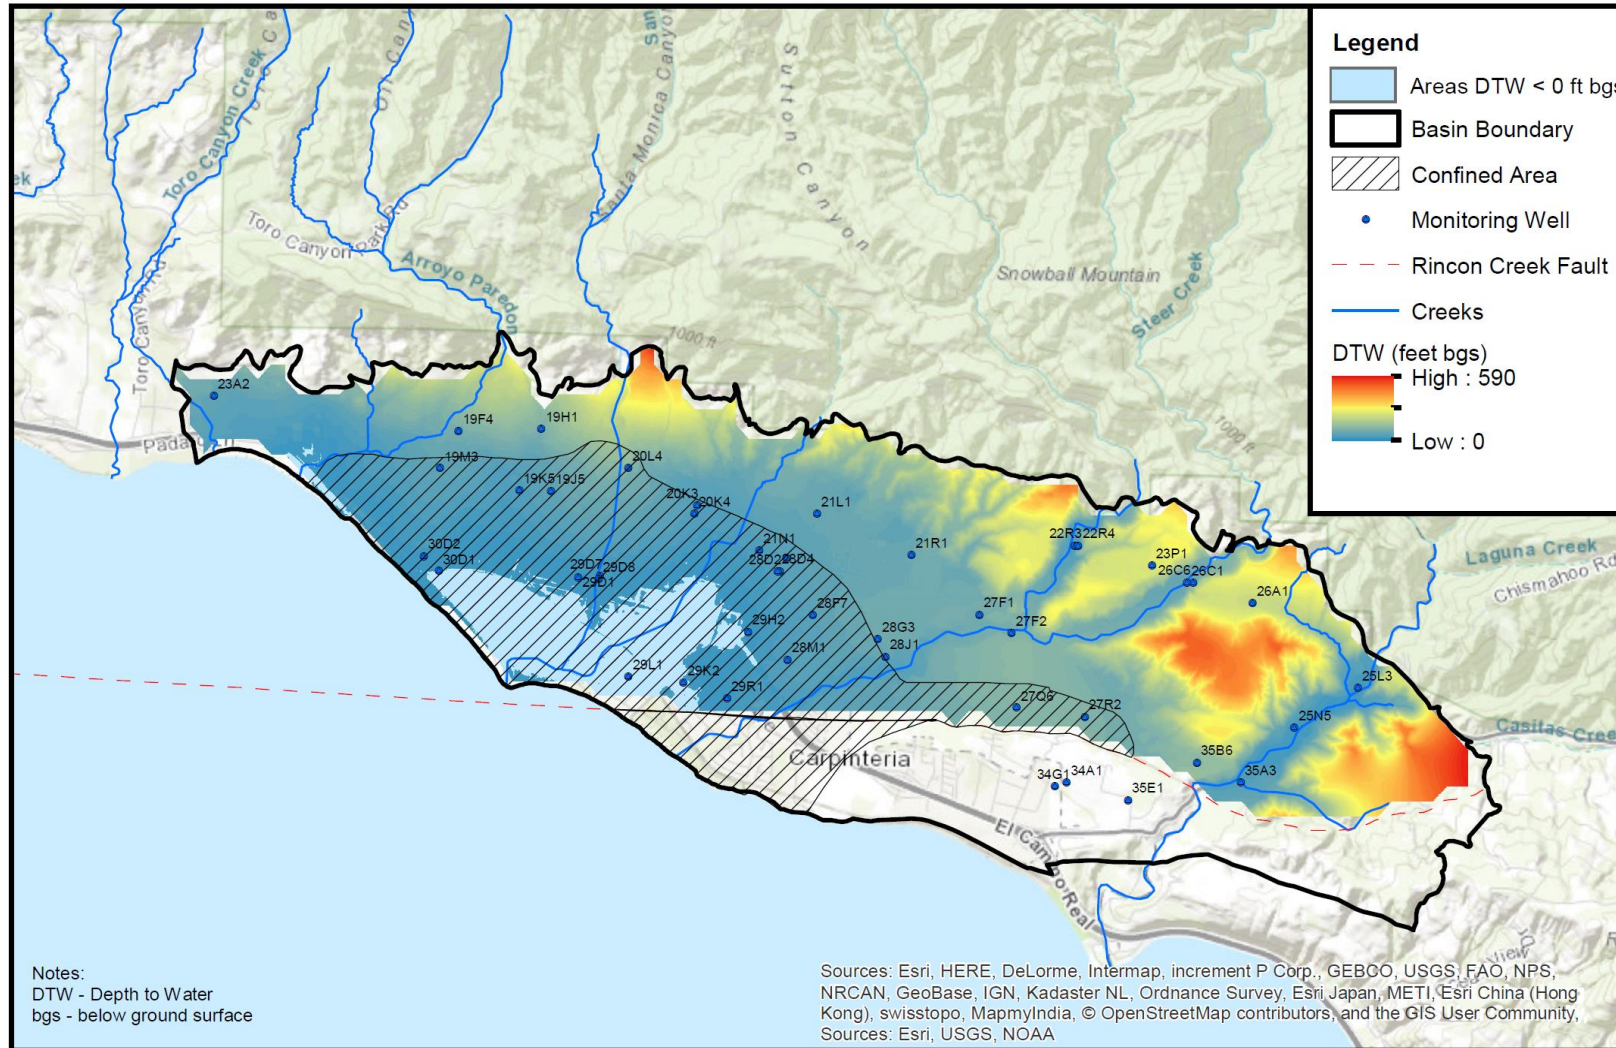 Legend
Areas DTW < 0 ft bgs
Basin Boundary
Confined Area
Monitoring Well
Rincon Creek Fault
Creeks
DTW (feet bgs)
High : 590
Low : 0
Toro Canyon Creek
Santa Monica Canyon
Sutton Canyon
Toro Canyon Park Rd
Arroyo Paredon
Snowball Mountain
Steer Creek
Toro Canyon Rd
1000 ft
1000 ft
Laguna Creek
Chismahoo Rd
Casitas Cree
Carpinteria
El Camino Real
23A2
19F4
19H1
19M3
20L4
19K5
19J5
20K3
20K4
21L1
21N1
21R1
22R3
22R4
23P1
30D2
30D1
29D7
29D8
29D1
28D2
28D4
26C6
26C1
26A1
28F7
27F1
27F2
29H2
28G3
28J1
28M1
29L1
29K2
29R1
27Q6
27R2
25L3
25N5
35B6
35A3
34G1
34A1
35E1
Notes:
DTW - Depth to Water
bgs - below ground surface
Sources: Esri, HERE, DeLorme, Intermap, increment P Corp., GEBCO, USGS, FAO, NPS,
NRCAN, GeoBase, IGN, Kadaster NL, Ordnance Survey, Esri Japan, METI, Esri China (Hong
Kong), swisstopo, MapmyIndia, © OpenStreetMap contributors, and the GIS User Community,
Sources: Esri, USGS, NOAA